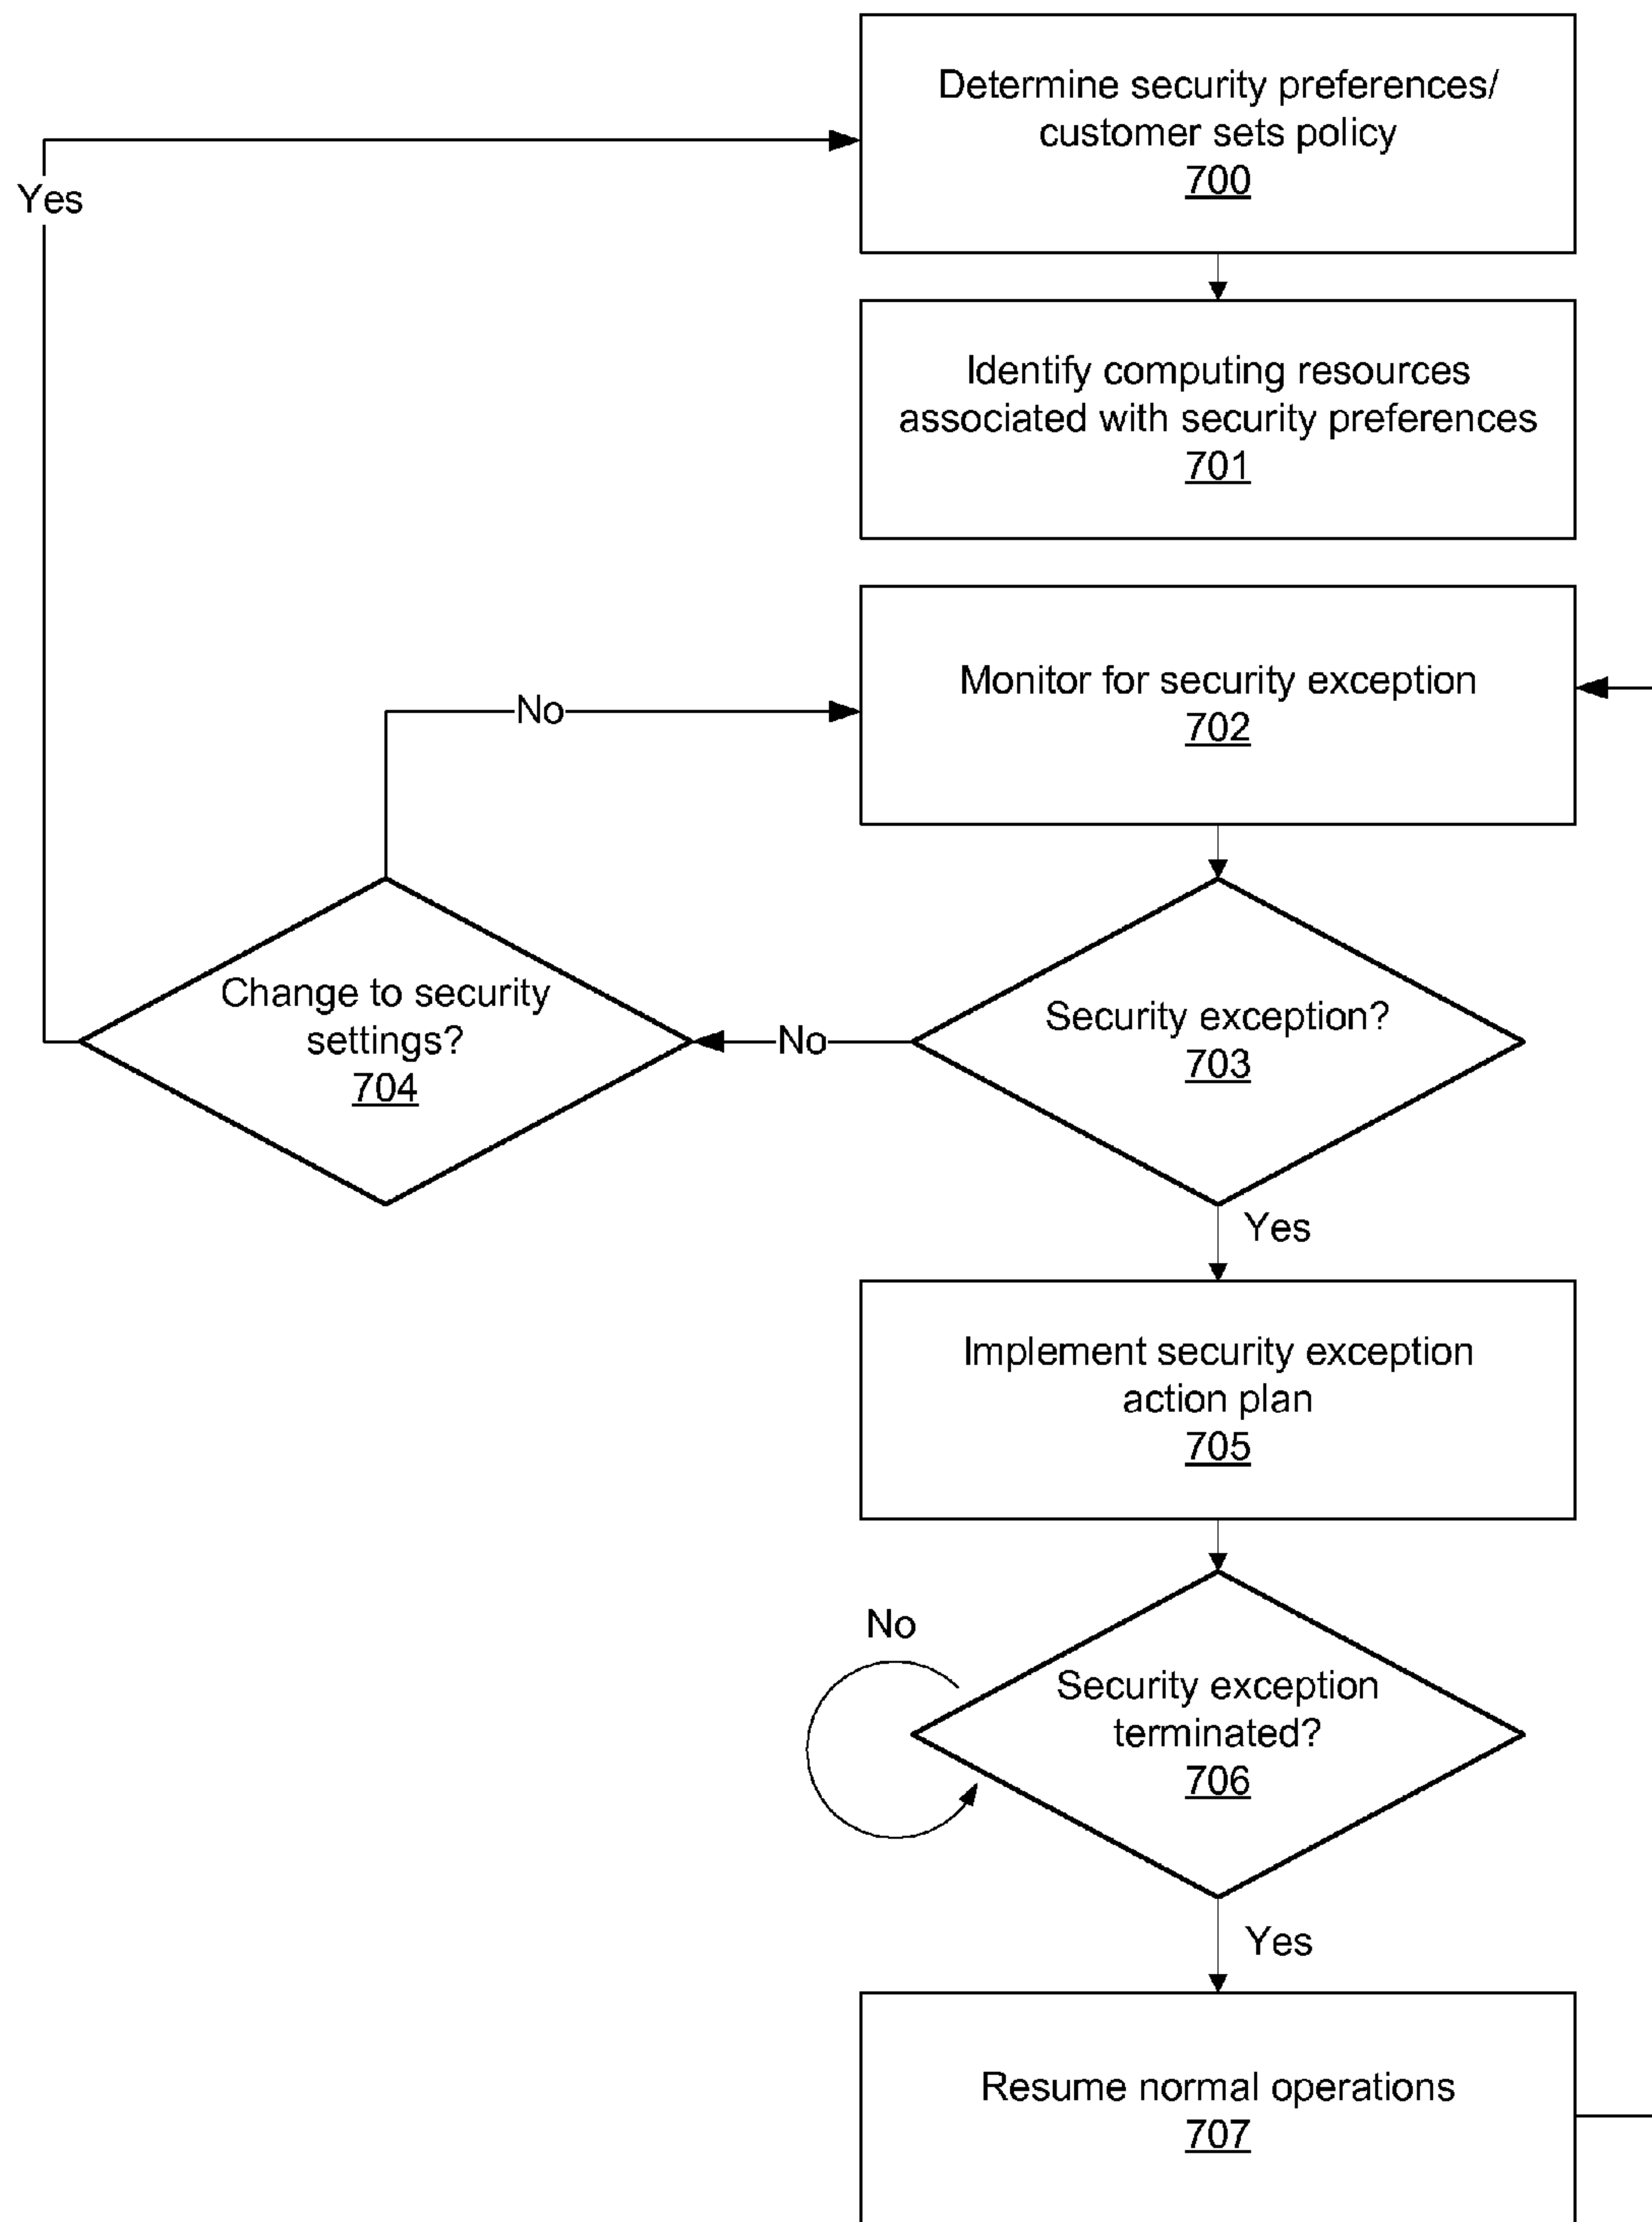 Determine security preferences/
customer sets policy
700
Yes
Identify computing resources
associated with security preferences
701
Monitor for security exception
702
No
Change to security
settings?
704
No
Security exception?
703
Yes
Implement security exception
action plan
705
No
Security exception
terminated?
706
Yes
Resume normal operations
707